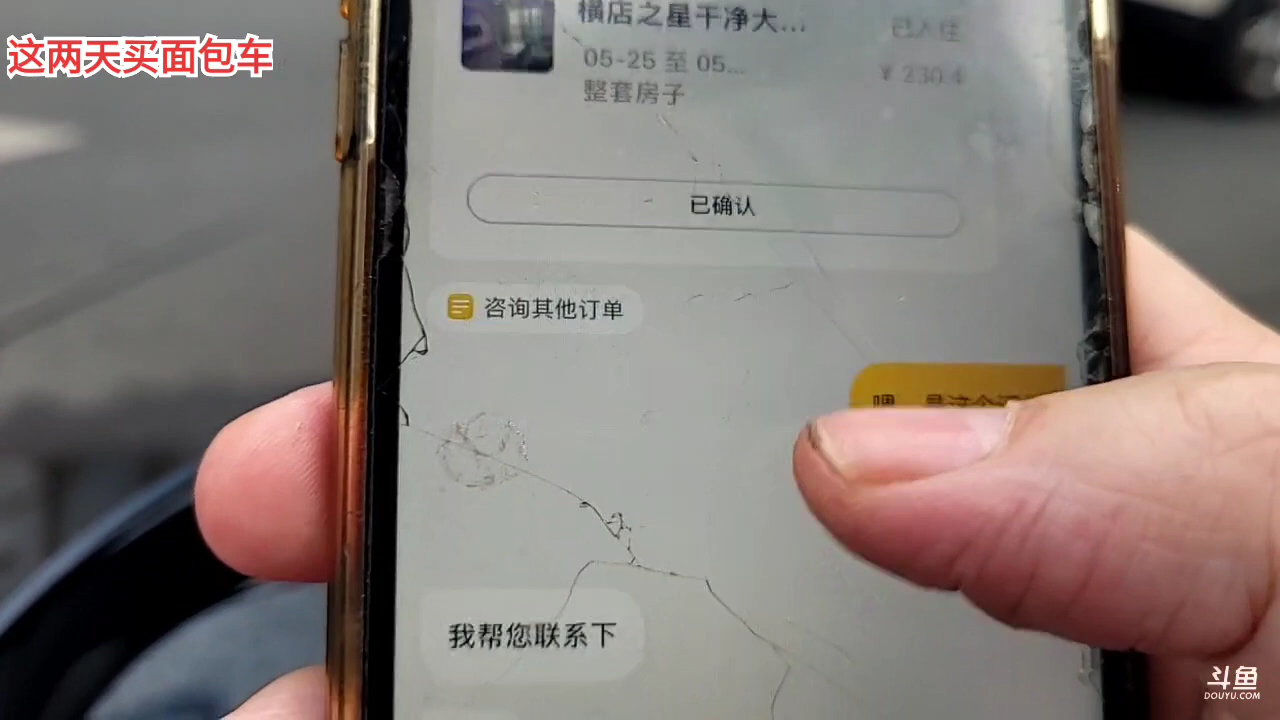 这两天买面包车
横店之星干净大...
已入住
05-25 至 05...
¥ 230.4
整套房子
已确认
咨询其他订单
嗯
我帮您联系下
斗鱼
DOUYU.COM